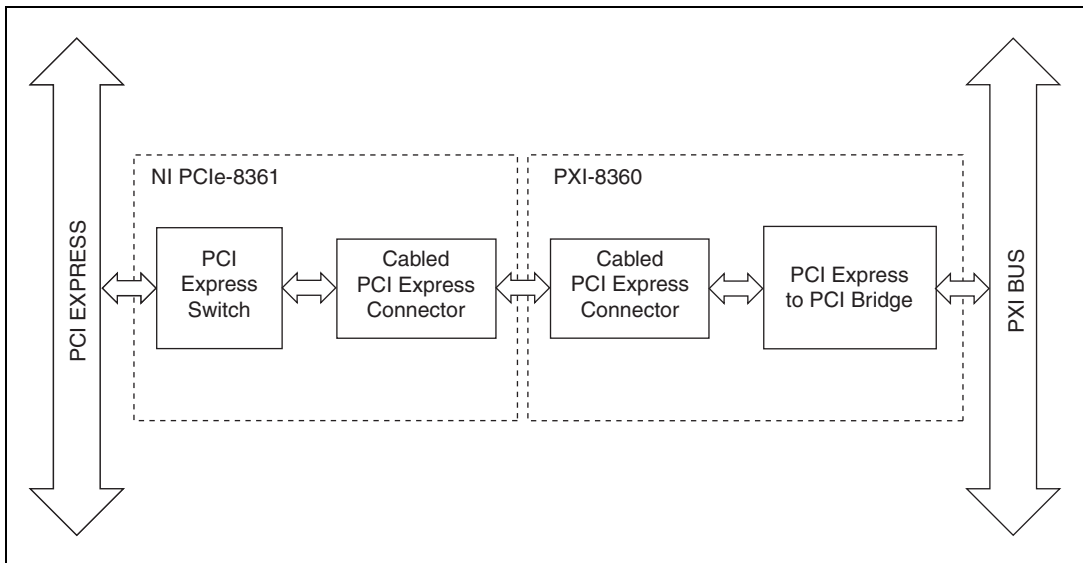 NI PCIe-8361
PXI-8360
PCI EXPRESS
PCI
Express
Switch
Cabled
PCI Express
Connector
Cabled
PCI Express
Connector
PCI Express
to PCI Bridge
PXI BUS